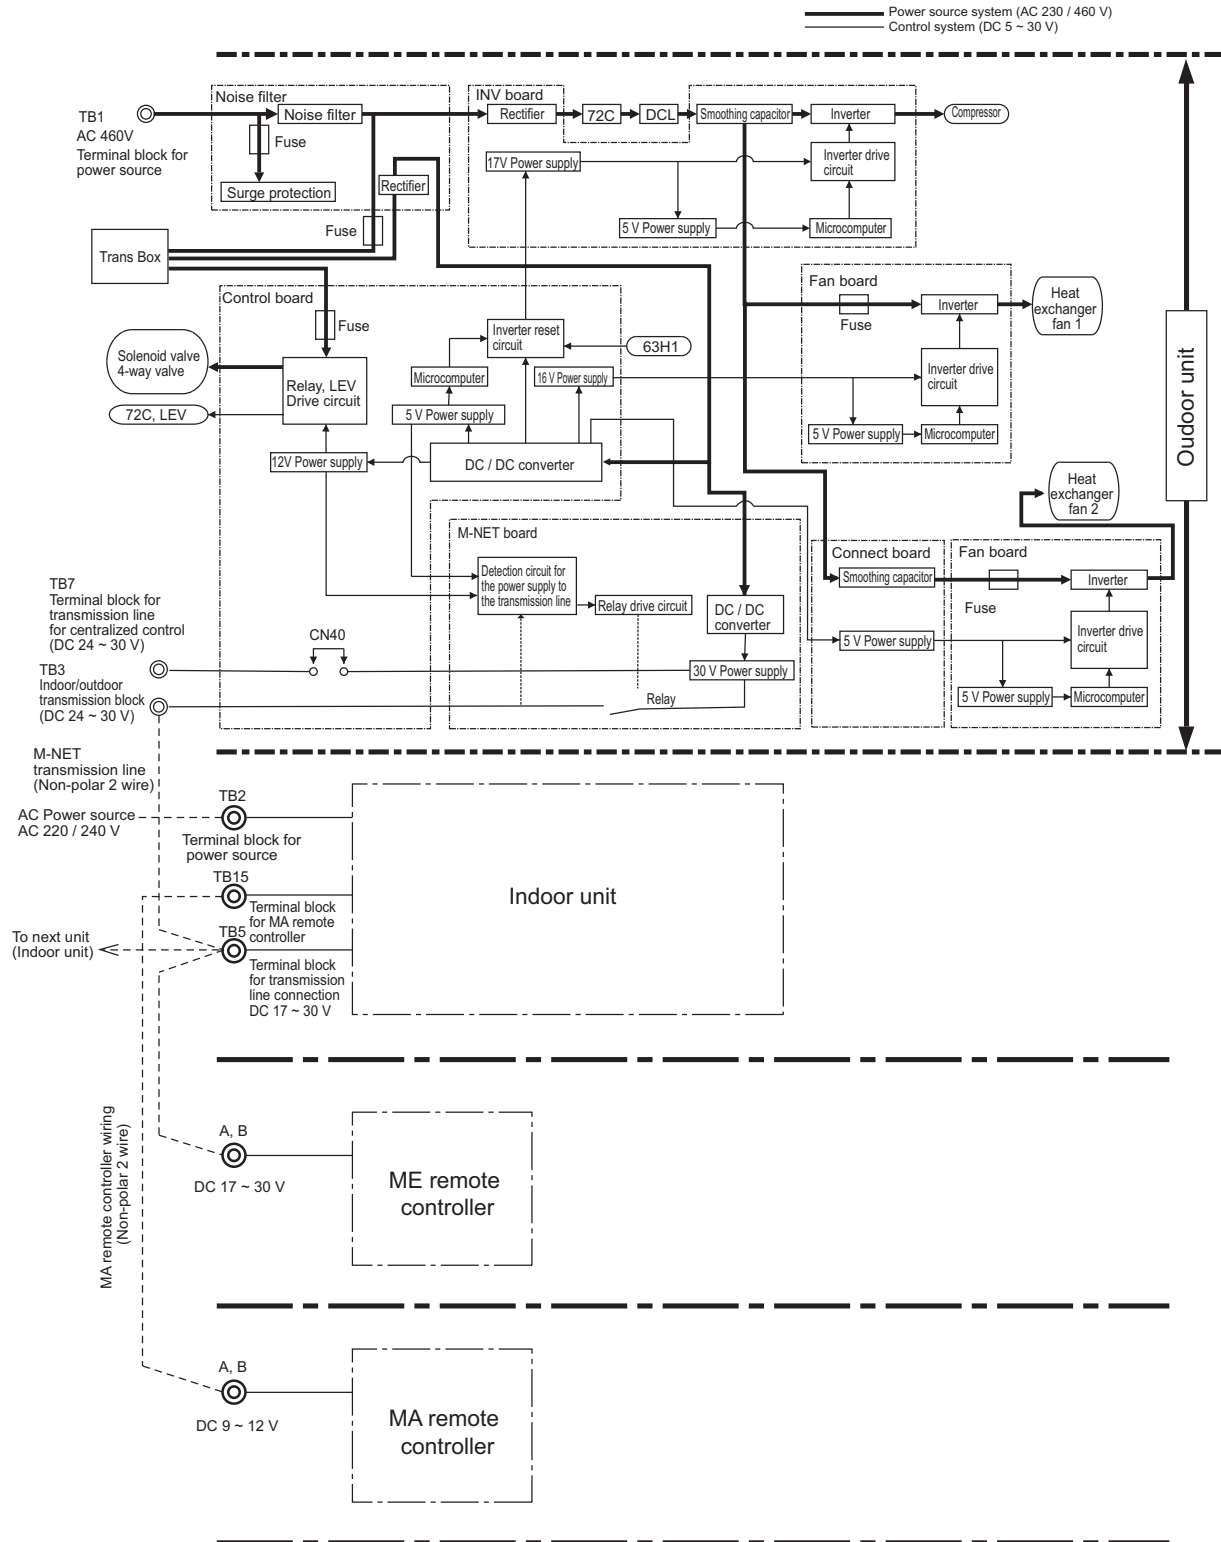 Power source system (AC 230 / 460 V)
Control system (DC 5 ~ 30 V)
Noise filter
TB1
AC 460V
Terminal block for
power source
Noise filter
Fuse
Surge protection
Rectifier
Fuse
Trans Box
INV board
Rectifier
72C
DCL
Smoothing capacitor
Inverter
Compressor
17V Power supply
Inverter drive
circuit
5 V Power supply
Microcomputer
Oudoor unit
Control board
Fuse
Solenoid valve
4-way valve
72C, LEV
Relay, LEV
Drive circuit
Inverter reset
circuit
63H1
Microcomputer
16 V Power supply
5 V Power supply
12V Power supply
DC / DC converter
Fan board
Fuse
Inverter
Heat
exchanger
fan 1
Inverter drive
circuit
5 V Power supply
Microcomputer
Heat
exchanger
fan 2
M-NET board
Detection circuit for
the power supply to
the transmission line
Relay drive circuit
DC / DC
converter
30 V Power supply
Relay
Connect board
Smoothing capacitor
5 V Power supply
Fan board
Fuse
Inverter
Inverter drive
circuit
5 V Power supply
Microcomputer
TB7
Terminal block for
transmission line
for centralized control
(DC 24 ~ 30 V)
CN40
TB3
Indoor/outdoor
transmission block
(DC 24 ~ 30 V)
M-NET
transmission line
(Non-polar 2 wire)
AC Power source
AC 220 / 240 V
TB2
Terminal block for
power source
TB15
Terminal block
for MA remote
controller
To next unit
(Indoor unit)
TB5
Terminal block
for transmission
line connection
DC 17 ~ 30 V
Indoor unit
MA remote controller wiring
(Non-polar 2 wire)
A, B
DC 17 ~ 30 V
ME remote
controller
A, B
DC 9 ~ 12 V
MA remote
controller